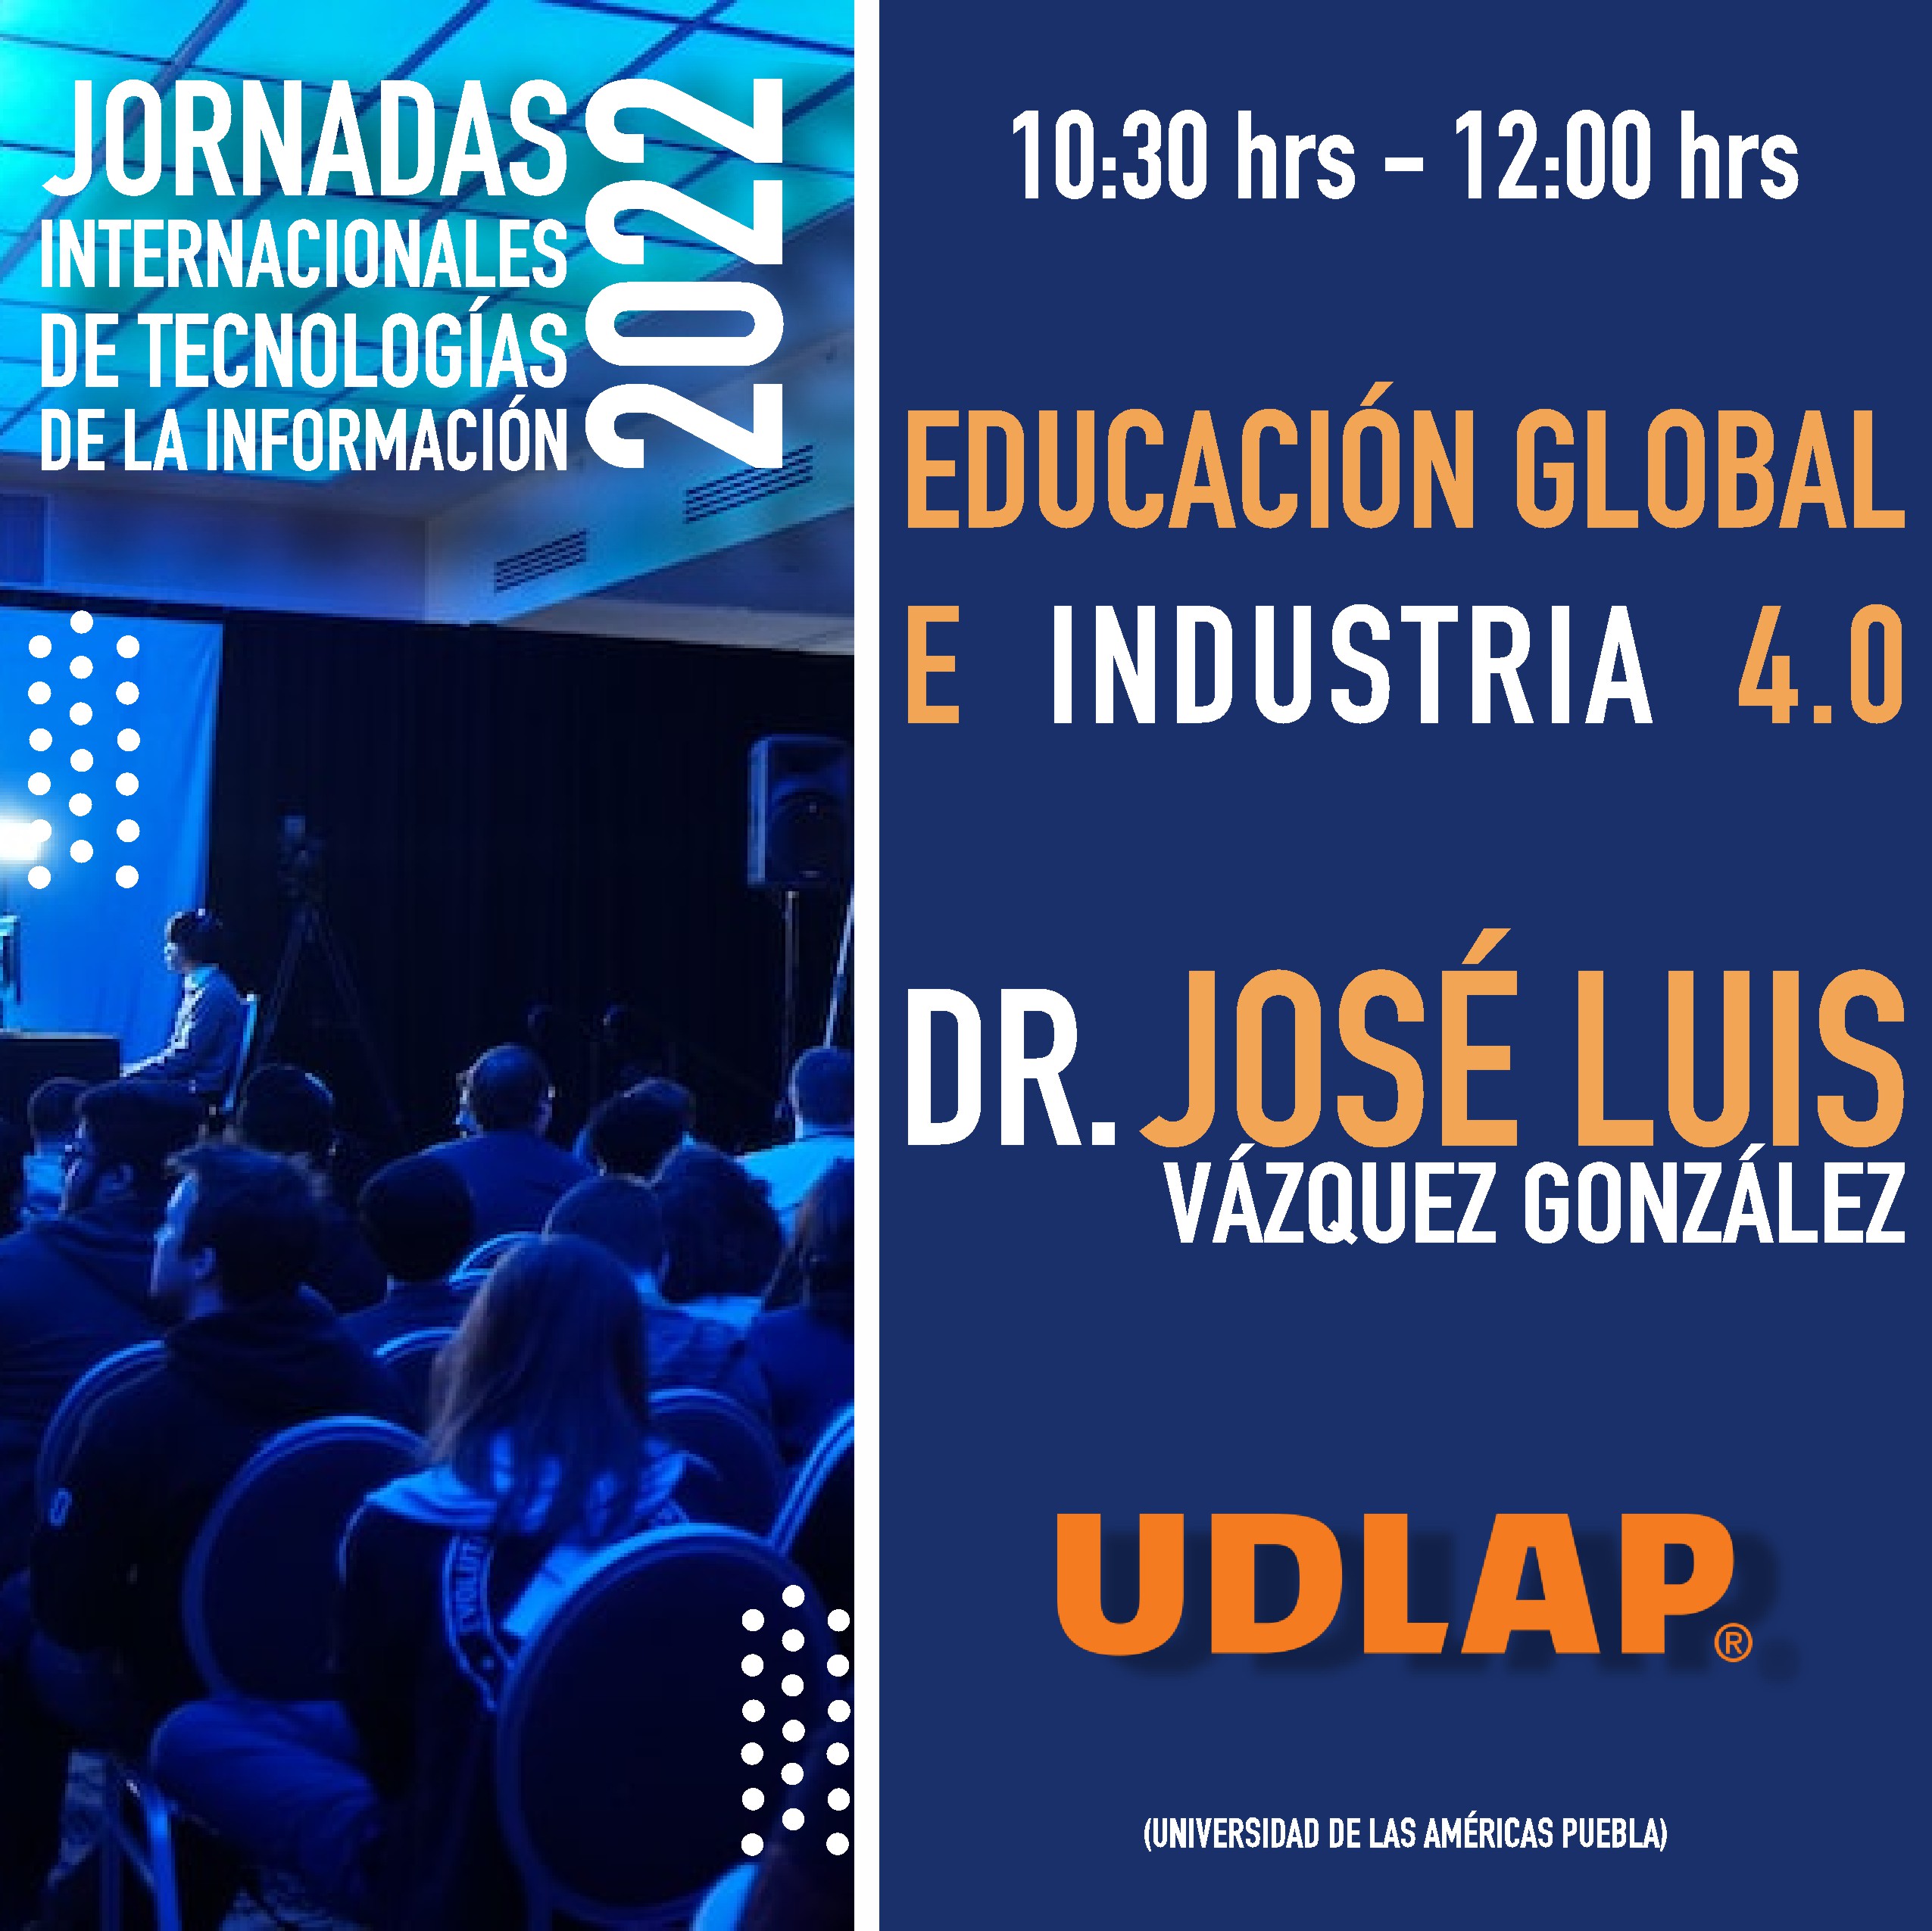 JORNADAS
INTERNACIONALES
DE TECNOLOGÍAS
DE LA INFORMACIÓN
2022
10:30 hrs – 12:00 hrs
EDUCACIÓN GLOBAL
E INDUSTRIA 4.0
DR. JOSÉ LUIS
VÁZQUEZ GONZÁLEZ
UDLAP®
(UNIVERSIDAD DE LAS AMÉRICAS PUEBLA)